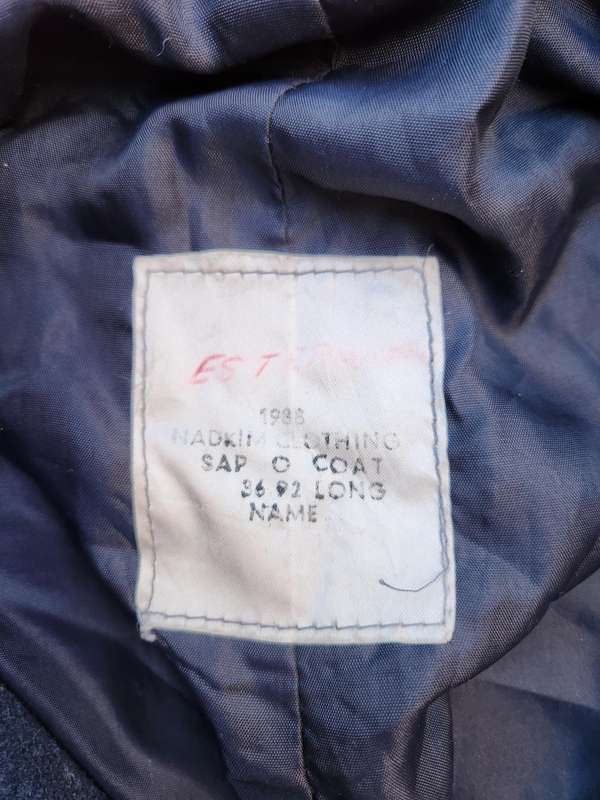 1988
NADKIM CLOTHING
SAP O COAT
36 92 LONG
NAME